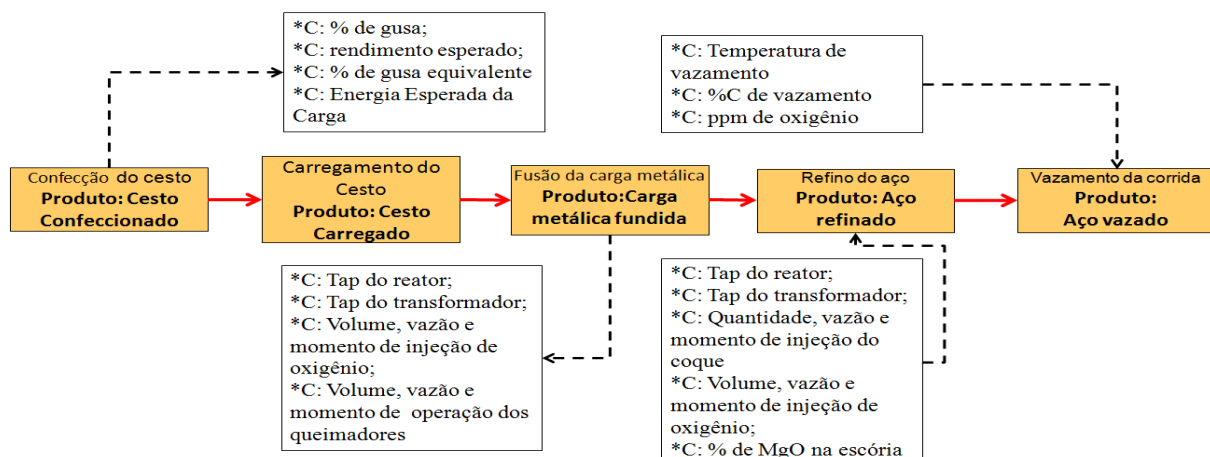 *C: % de gusa;
*C: rendimento esperado;
*C: % de gusa equivalente
*C: Energia Esperada da
Carga
*C: Temperatura de
vazamento
*C: %C de vazamento
*C: ppm de oxigênio
Confecção do cesto
Produto: Cesto
Confeccionado
Carregamento do
Cesto
Produto: Cesto
Carregado
Fusão da carga metálica
Produto:Carga
metálica fundida
Refino do aço
Produto: Aço
refinado
Vazamento da corrida
Produto:
Aço vazado
*C: Tap do reator;
*C: Tap do transformador;
*C: Volume, vazão e
momento de injeção de
oxigênio;
*C: Volume, vazão e
momento de operação dos
queimadores
*C: Tap do reator;
*C: Tap do transformador;
*C: Quantidade, vazão e
momento de injeção do
coque
*C: Volume, vazão e
momento de injeção de
oxigênio;
*C: % de MgO na escória